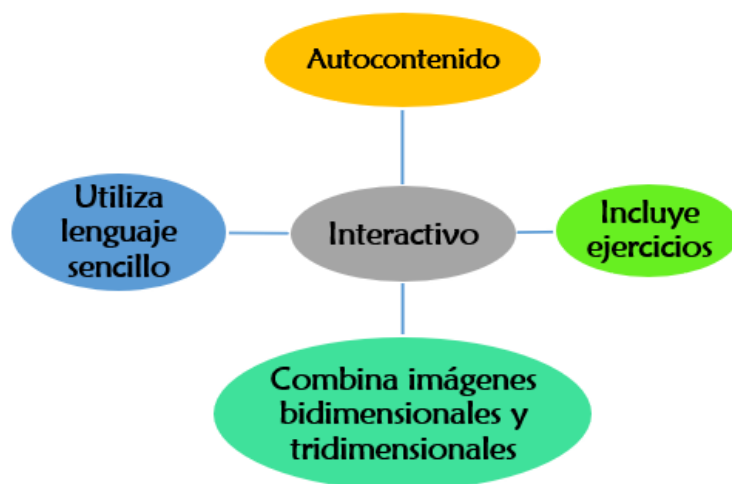 Autocontenido
Utiliza
lenguaje
sencillo
Interactivo
Incluye
ejercicios
Combina imágenes
bidimensionales y
tridimensionales